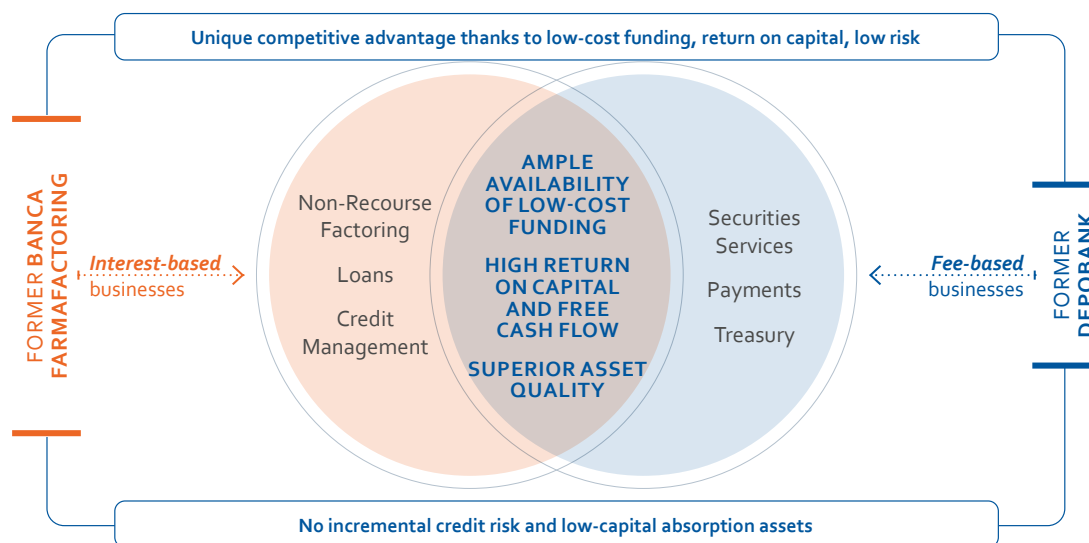 Unique competitive advantage thanks to low-cost funding, return on capital, low risk
FORMER BANCA
FARMAFACTORING
Interest-based
businesses
Non-Recourse
Factoring
Loans
Credit
Management
AMPLE
AVAILABILITY
OF LOW-COST
FUNDING
HIGH RETURN
ON CAPITAL
AND FREE
CASH FLOW
SUPERIOR ASSET
QUALITY
Securities
Services
Payments
Treasury
Fee-based
businesses
FORMER
DEPOBANK
No incremental credit risk and low-capital absorption assets